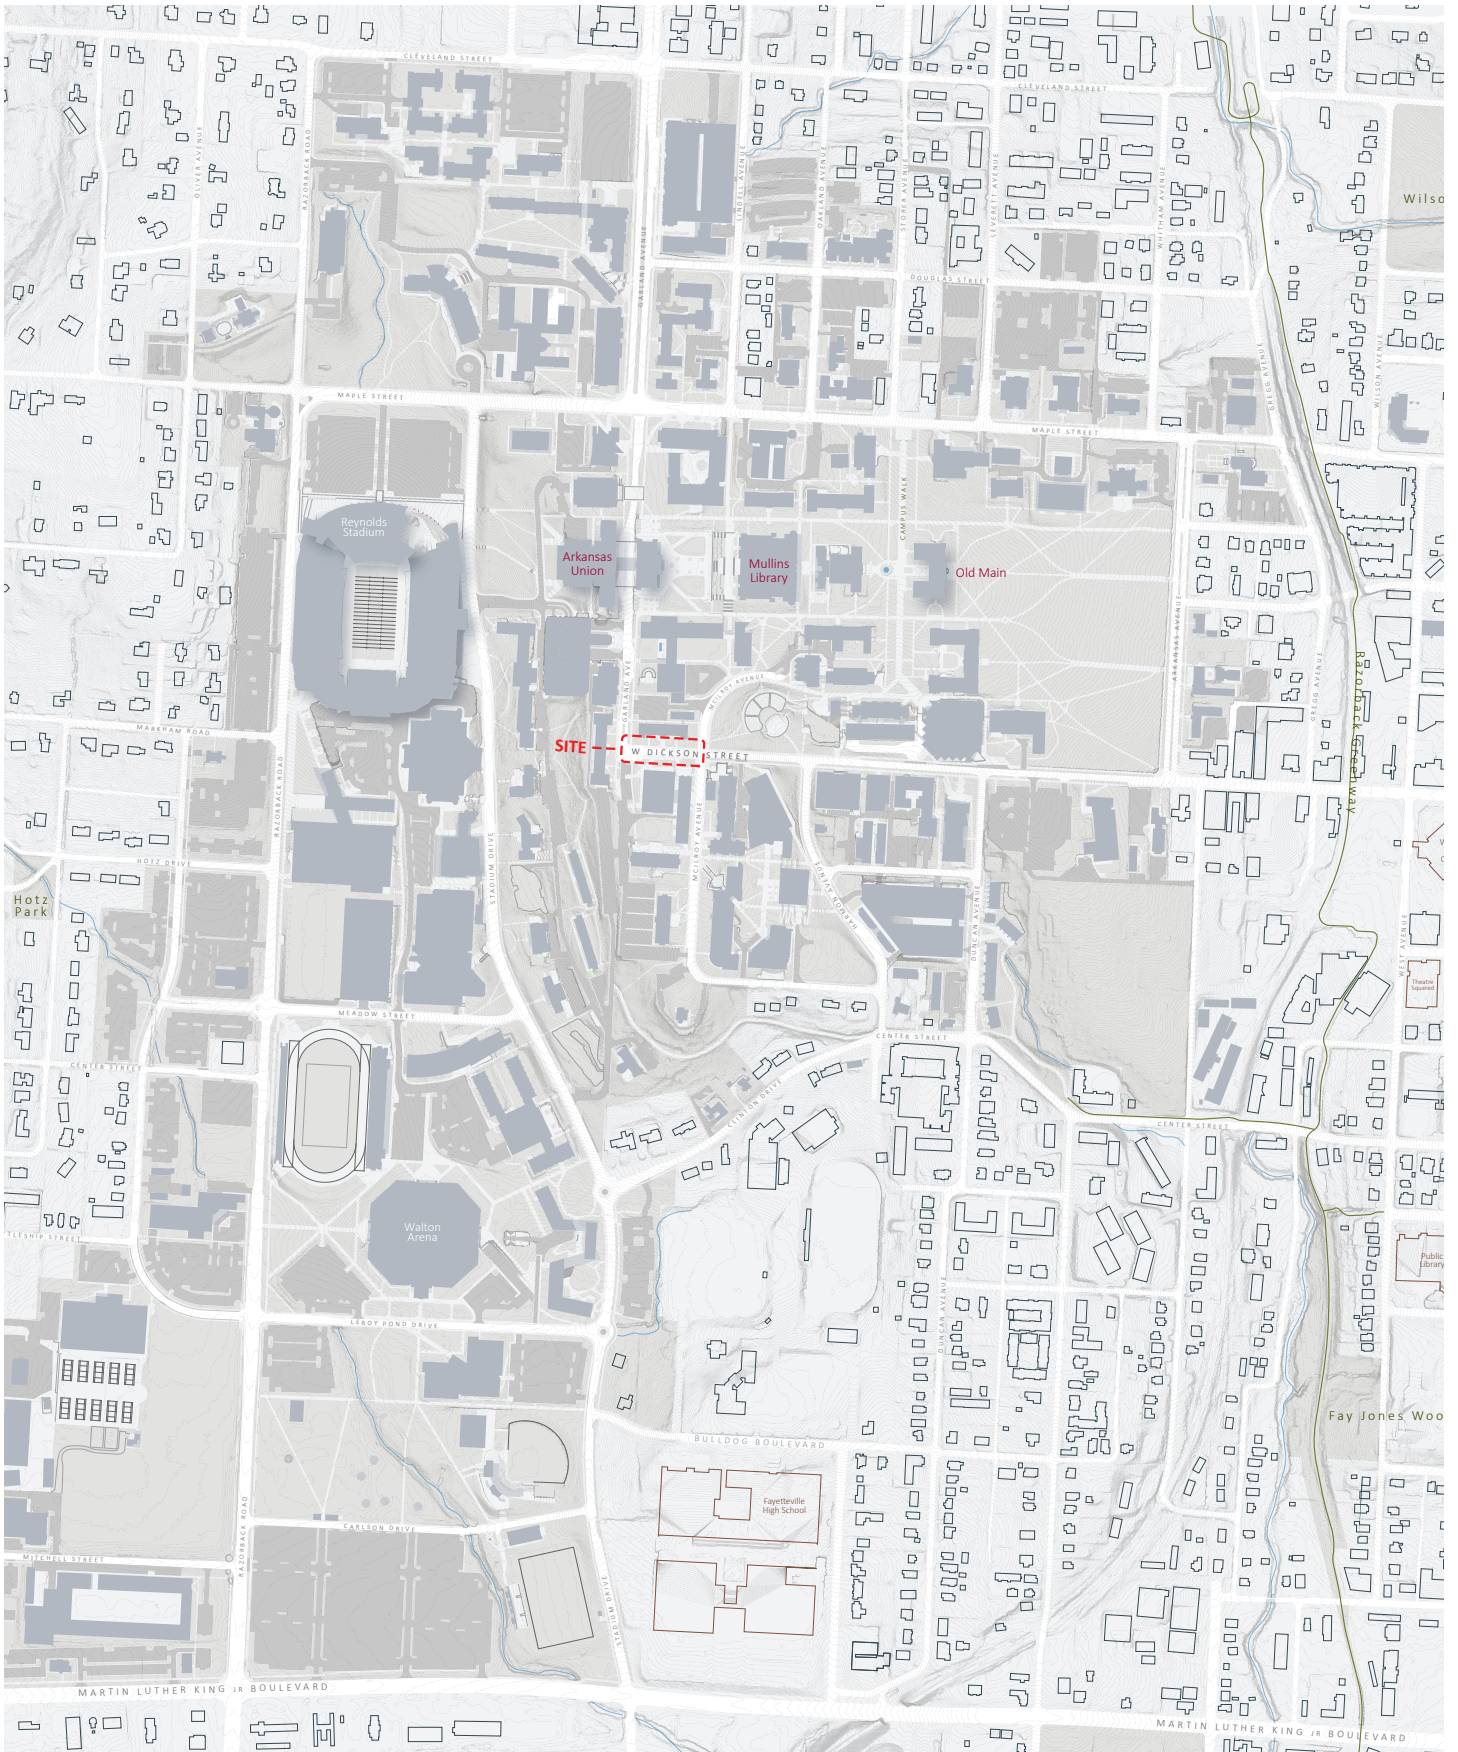 CLEVELAND STREET
CLEVELAND STREET
OLIVER AVENUE
RAZORBACK ROAD
LINDELL AVENUE
OAKLAND AVENUE
STORER AVENUE
LEVERETT AVENUE
WHITHAM AVENUE
Wilso
GARLAND AVENUE
DOUGLAS STREET
GREGG AVENUE
WILSON AVENUE
MAPLE STREET
MAPLE STREET
CAMPUS WALK
Reynolds
Stadium
Arkansas
Union
Mullins
Library
Old Main
ARKANSAS AVENUE
GREGG AVENUE
Razorback Greenway
GARLAND AVE
MCILROY AVENUE
MARKHAM ROAD
SITE
W DICKSON STREET
RAZORBACK ROAD
STADIUM DRIVE
MCILROY AVENUE
HARMON AVENUE
DUNCAN AVENUE
HOTZ DRIVE
Hotz
Park
WEST AVENUE
Theatre
Squared
MEADOW STREET
CENTER STREET
CENTER STREET
CLINTON DRIVE
CENTER STREET
Walton
Arena
TTLESHIP STREET
Public
Library
DUNCAN AVENUE
LEROY POND DRIVE
Fay Jones Woo
BULLDOG BOULEVARD
Fayetteville
High School
RAZORBACK ROAD
CARLSON DRIVE
MITCHELL STREET
STADIUM DRIVE
MARTIN LUTHER KING JR BOULEVARD
MARTIN LUTHER KING JR BOULEVARD